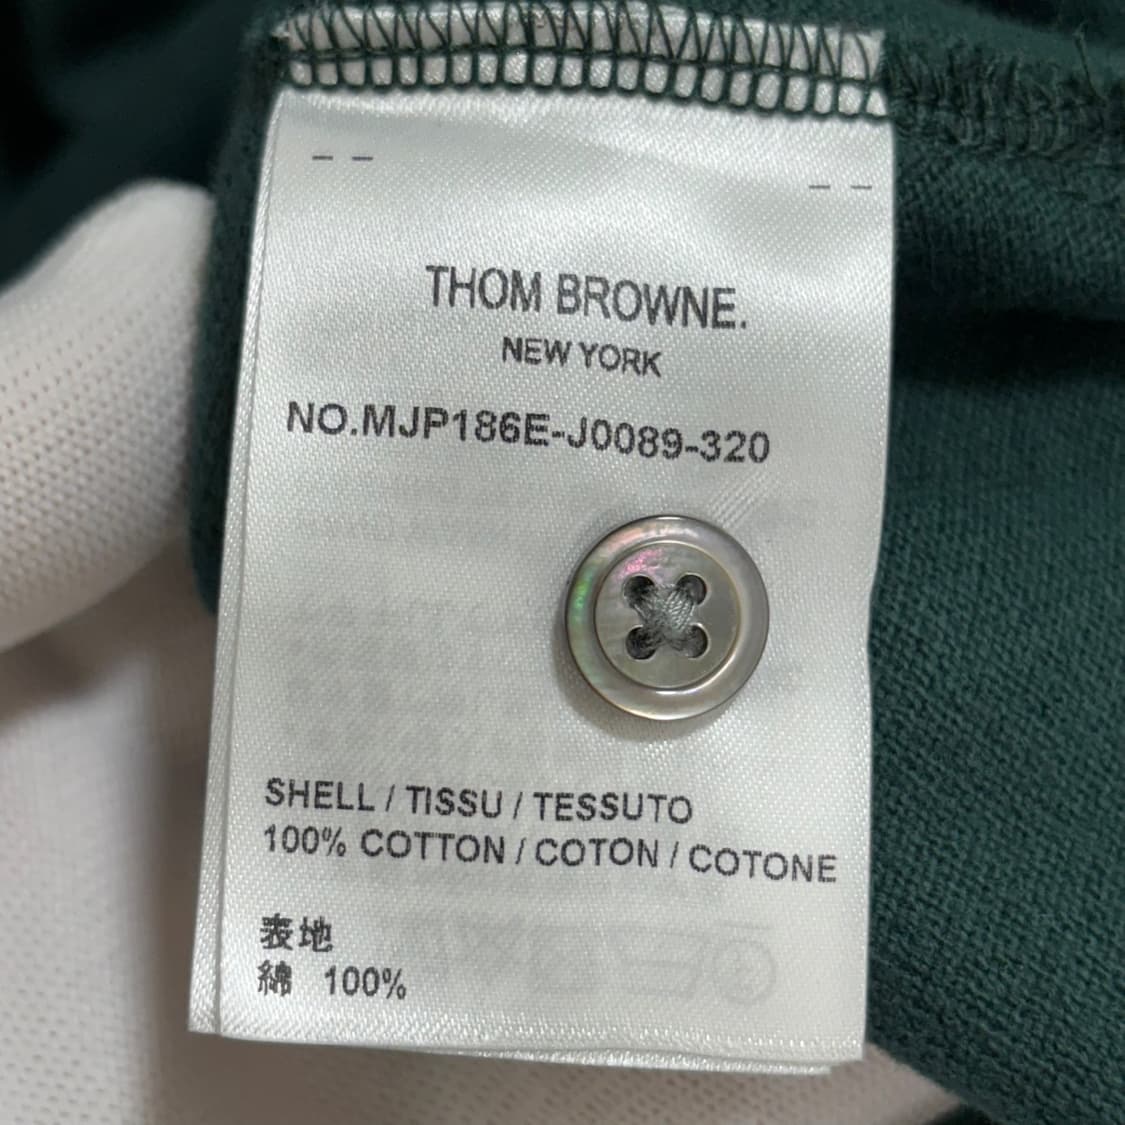 THOM BROWNE.
NEW YORK
NO.MJP186E-J0089-320
SHELL / TISSU / TESSUTO
100% COTTON / COTON / COTONE
表地
綿 100%